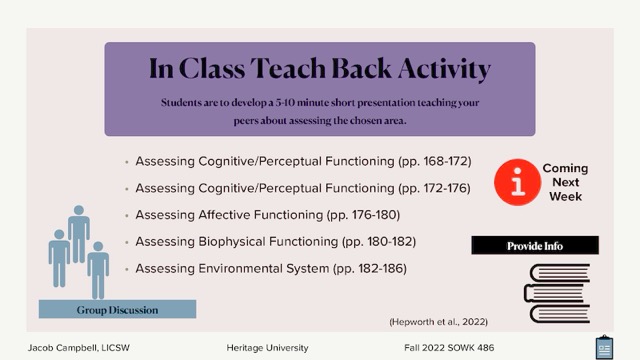 In Class Teach Back Activity
Students are to develop a 5-10 minute short presentation teaching your
peers about assessing the chosen area.
• Assessing Cognitive/Perceptual Functioning (pp. 168-172)
• Assessing Cognitive/Perceptual Functioning (pp. 172-176)
• Assessing Affective Functioning (pp. 176-180)
• Assessing Biophysical Functioning (pp. 180-182)
• Assessing Environmental System (pp. 182-186)
Coming
Next
Week
Provide Info
Group Discussion
(Hepworth et al., 2022)
Jacob Campbell, LICSW
Heritage University
Fall 2022 SOWK 486